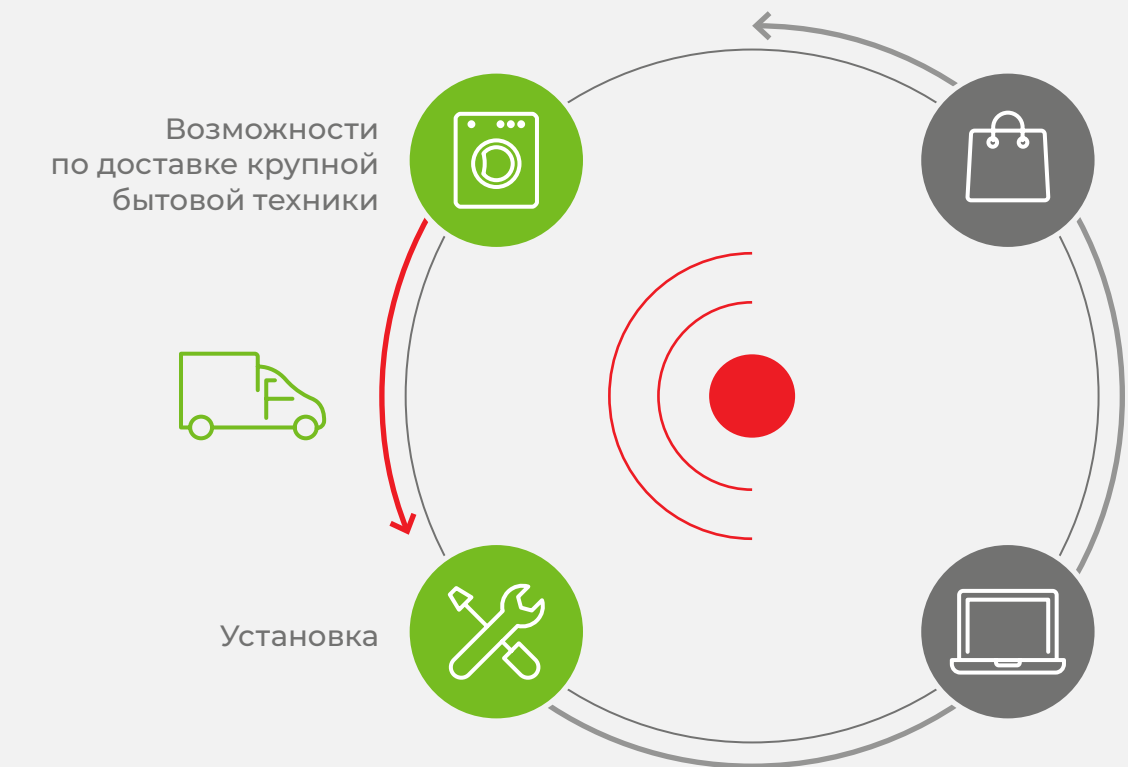 Возможности
по доставке крупной
бытовой техники
Установка